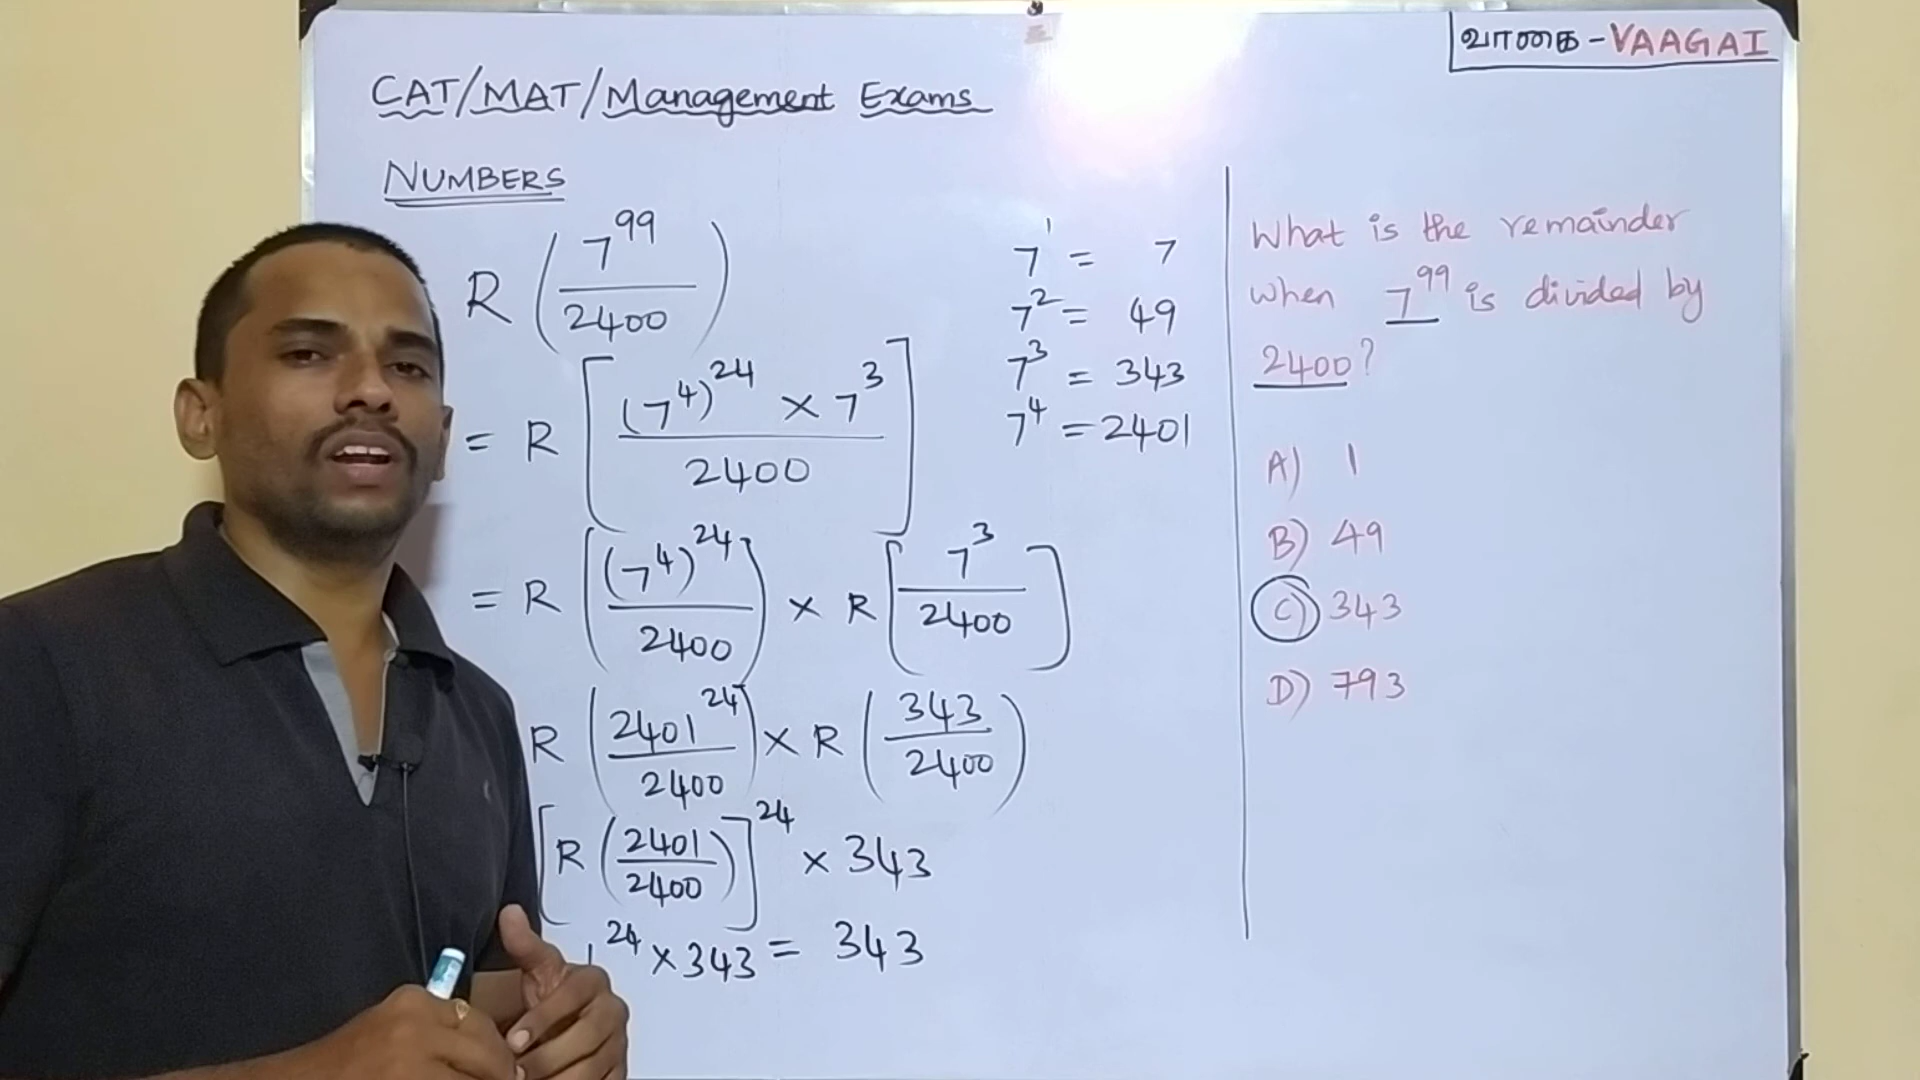 வாகை - VAAGAI
CAT/MAT/Management Exams
NUMBERS
R (7^99 / 2400)
= R [(7^4)^24 × 7^3 / 2400]
= R [(7^4)^24 / 2400] × R [7^3 / 2400]
R (2401^24 / 2400) × R (343 / 2400)
[R (2401 / 2400)]^24 × 343
1^24 × 343 = 343
7^1 = 7
7^2 = 49
7^3 = 343
7^4 = 2401
What is the remainder
when 7^99 is divided by
2400?
A) 1
B) 49
C) 343
D) 793